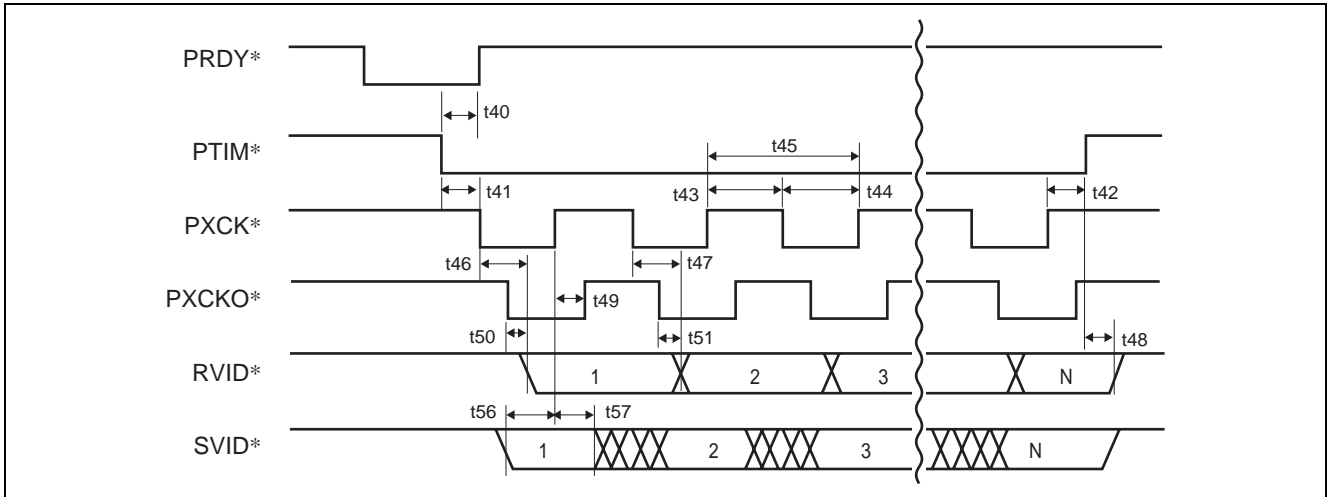 PRDY*
t40
PTIM*
t45
t41
t43
t44
t42
PXCK*
t46
t47
PXCKO*
t49
t50
t51
t48
RVID*
1
2
3
N
t56
t57
SVID*
1
2
3
N